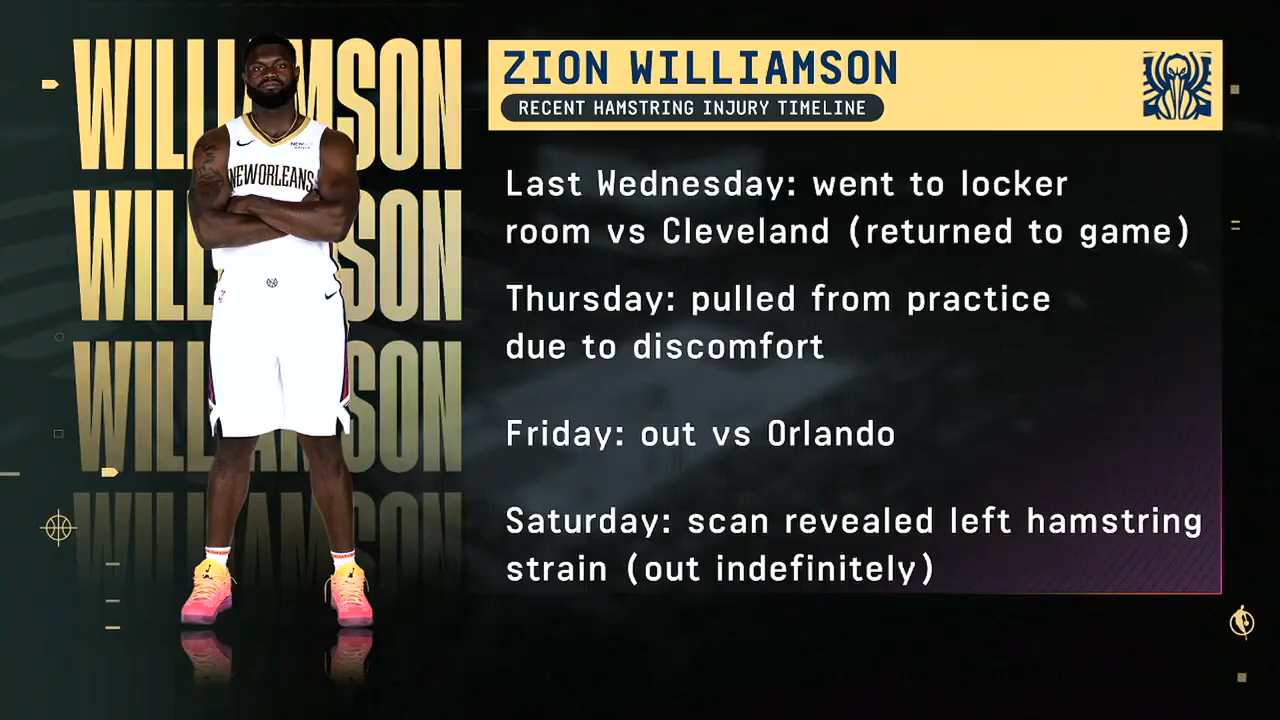 WILLIAMSON
ZION WILLIAMSON
RECENT HAMSTRING INJURY TIMELINE
NEW ORLEANS
Last Wednesday: went to locker
room vs Cleveland (returned to game)
Thursday: pulled from practice
due to discomfort
Friday: out vs Orlando
Saturday: scan revealed left hamstring
strain (out indefinitely)
WILLIAMSON
WILLIAMSON
WILLIAMSON